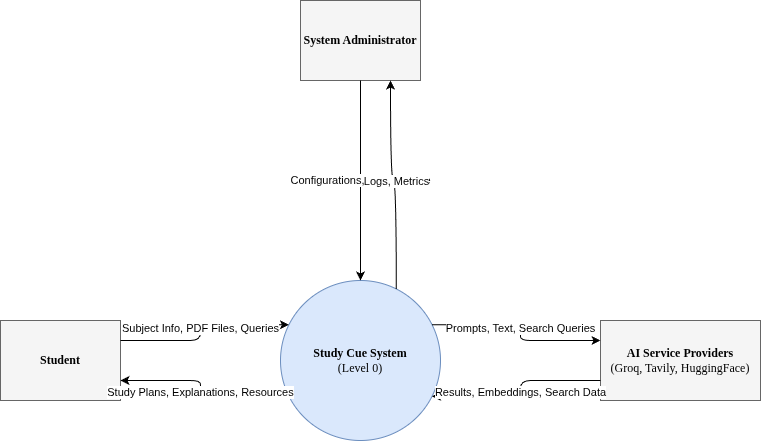 System Administrator
Configurations,
Logs, Metrics
Subject Info, PDF Files, Queries
Prompts, Text, Search Queries
Student
Study Cue System
(Level 0)
AI Service Providers
(Groq, Tavily, HuggingFace)
Study Plans, Explanations, Resources
Results, Embeddings, Search Data